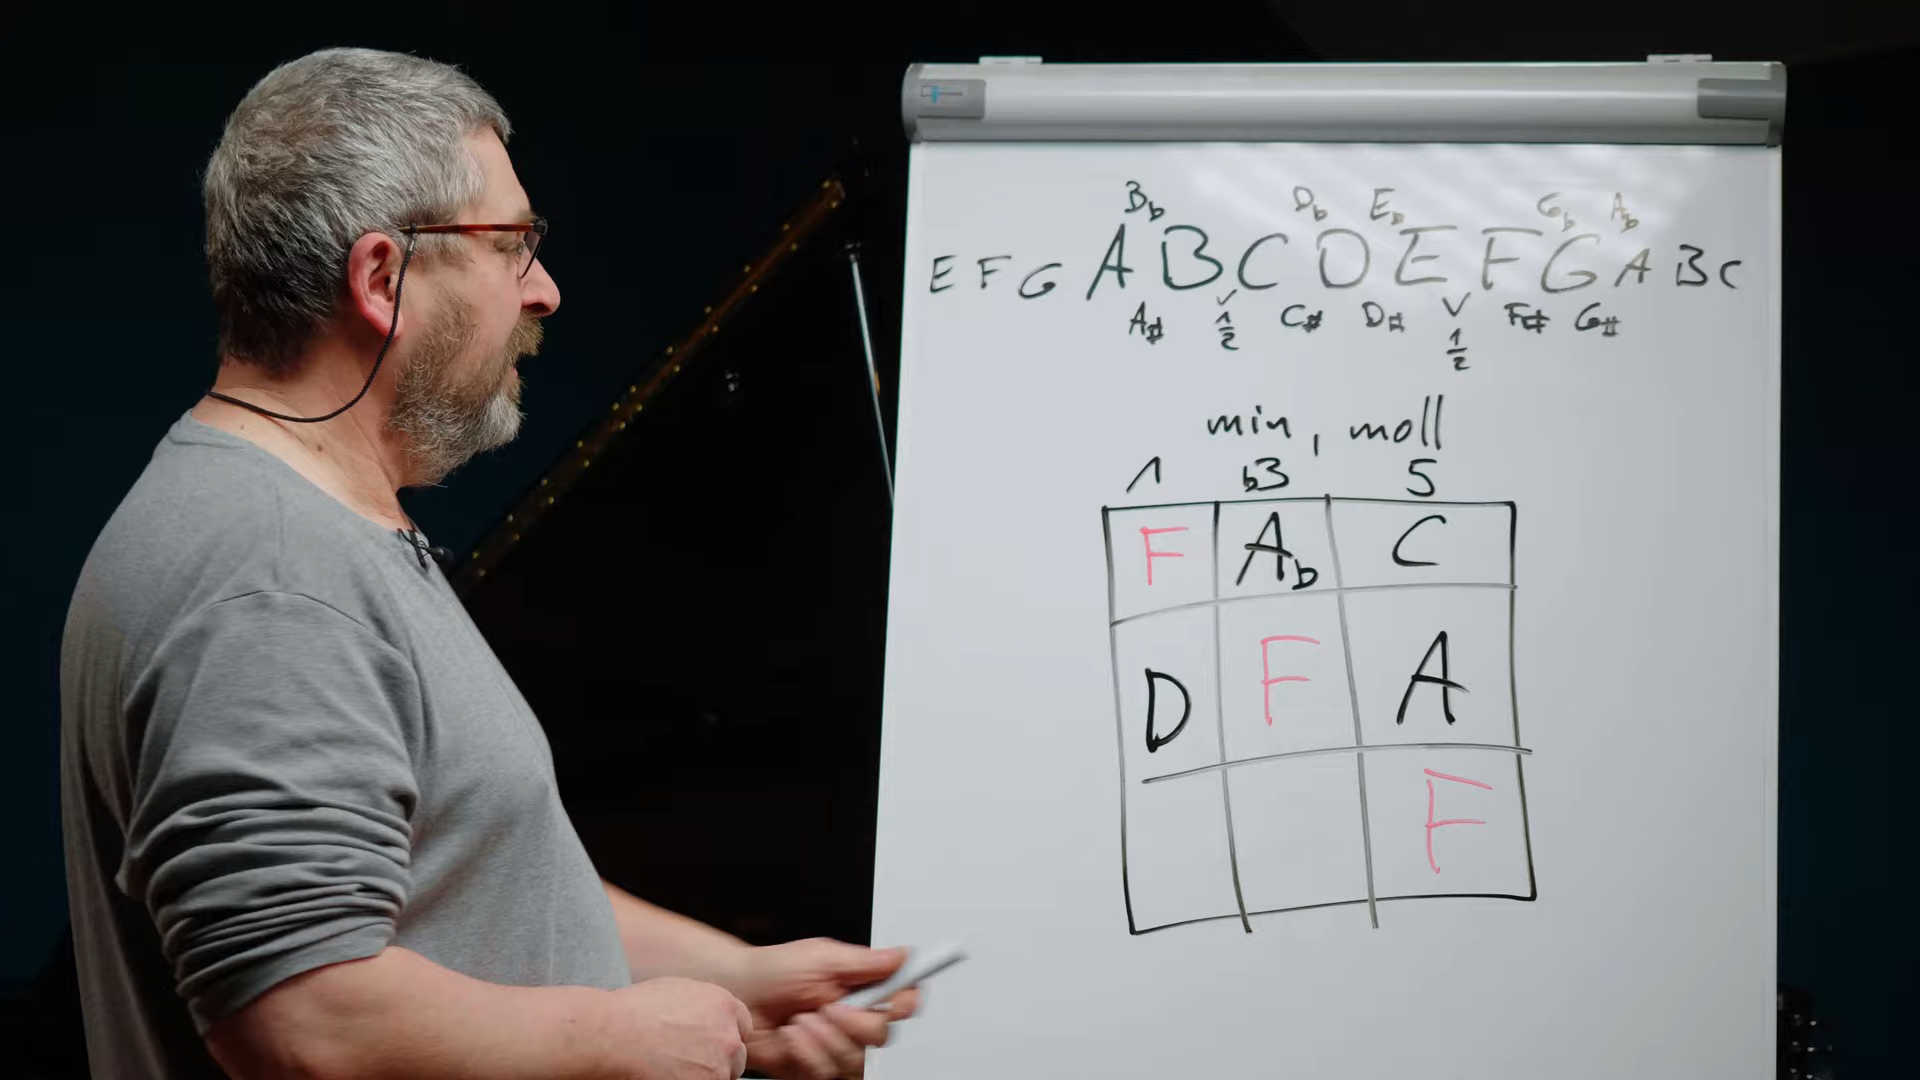 Bb Db Eb Gb Ab
E F G A B C D E F G A B C
A# 1/2 C# D# 1/2 F# G#
min, moll
1 b3 5
F Ab C
D F A
F